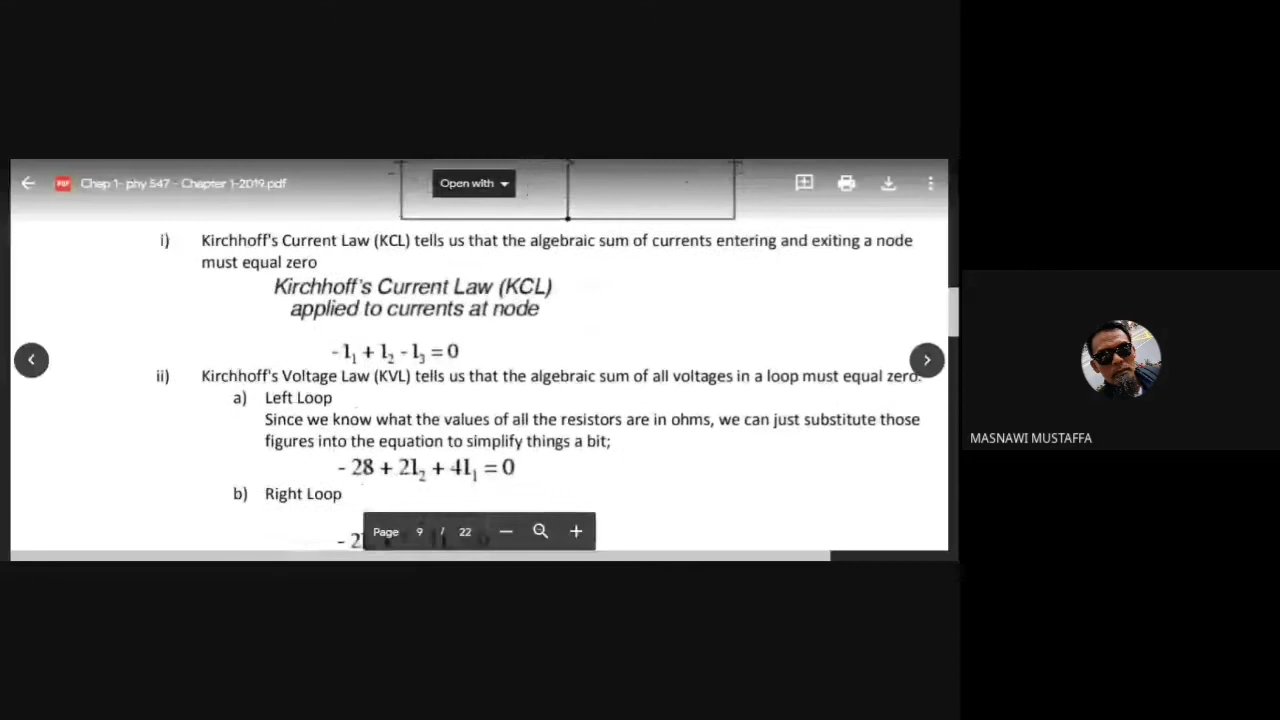 Chap 1- phy 547 - Chapter 1-2019.pdf
Open with
i) Kirchhoff's Current Law (KCL) tells us that the algebraic sum of currents entering and exiting a node
must equal zero
Kirchhoff's Current Law (KCL)
applied to currents at node
- I₁ + I₂ - I₃ = 0
ii) Kirchhoff's Voltage Law (KVL) tells us that the algebraic sum of all voltages in a loop must equal zero.
a) Left Loop
Since we know what the values of all the resistors are in ohms, we can just substitute those
figures into the equation to simplify things a bit;
- 28 + 2I₂ + 4I₁ = 0
b) Right Loop
- 2
Page 9 / 22
MASNAWI MUSTAFFA